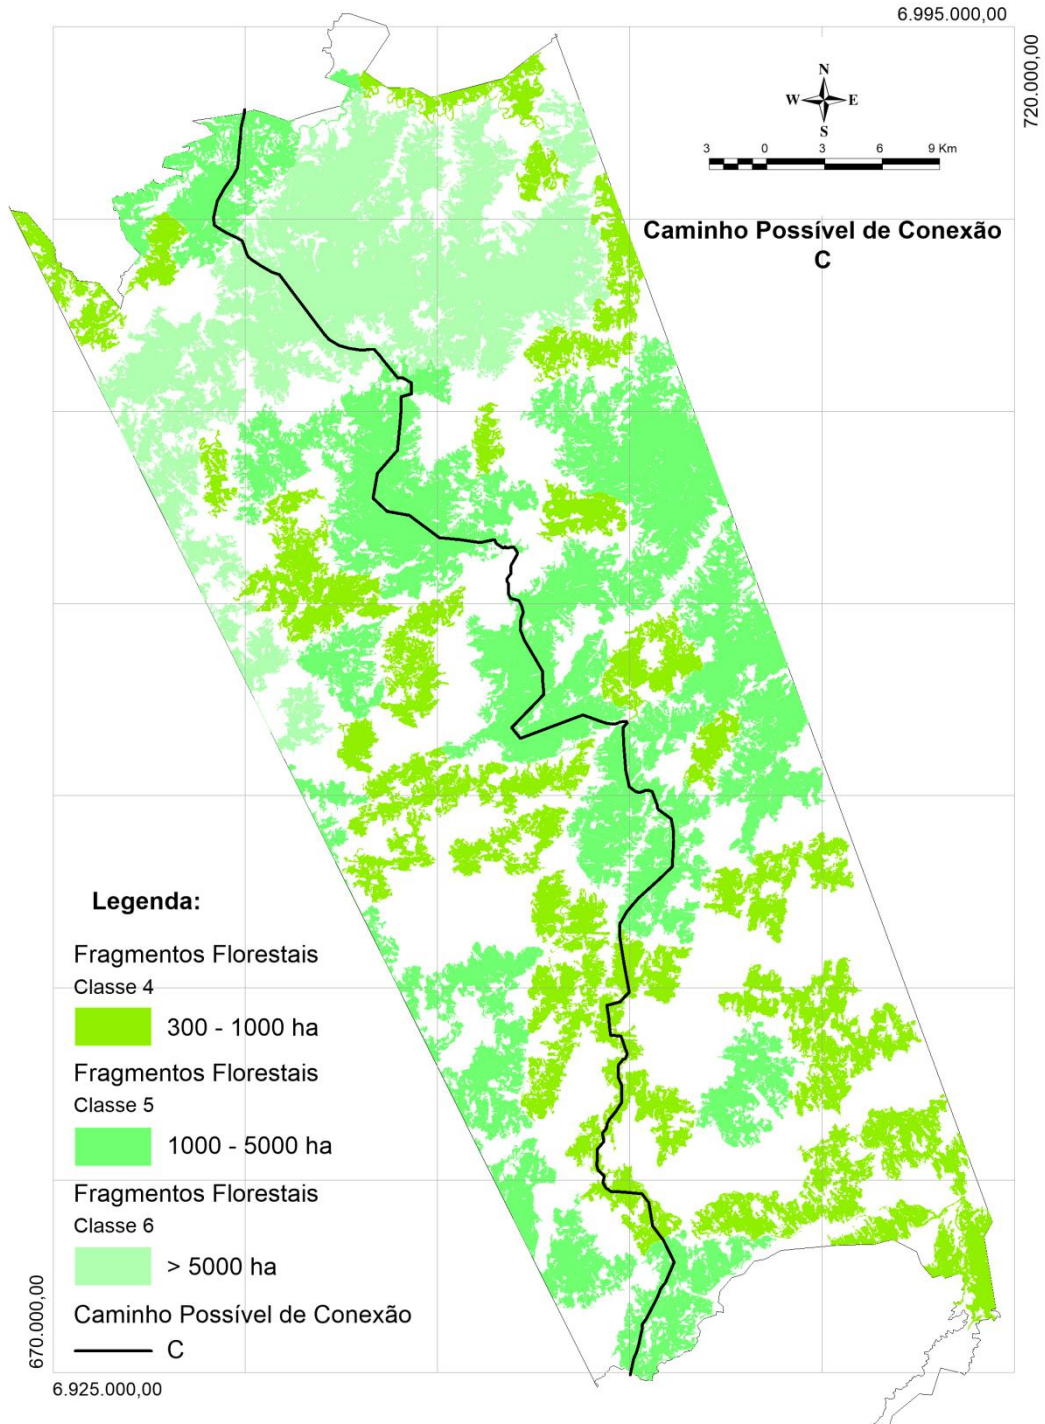 6.995.000,00
720.000,00
N
W E
S
3 0 3 6 9 Km
Caminho Possível de Conexão
C
Legenda:
Fragmentos Florestais
Classe 4
300 - 1000 ha
Fragmentos Florestais
Classe 5
1000 - 5000 ha
Fragmentos Florestais
Classe 6
> 5000 ha
Caminho Possível de Conexão
C
670.000,00
6.925.000,00